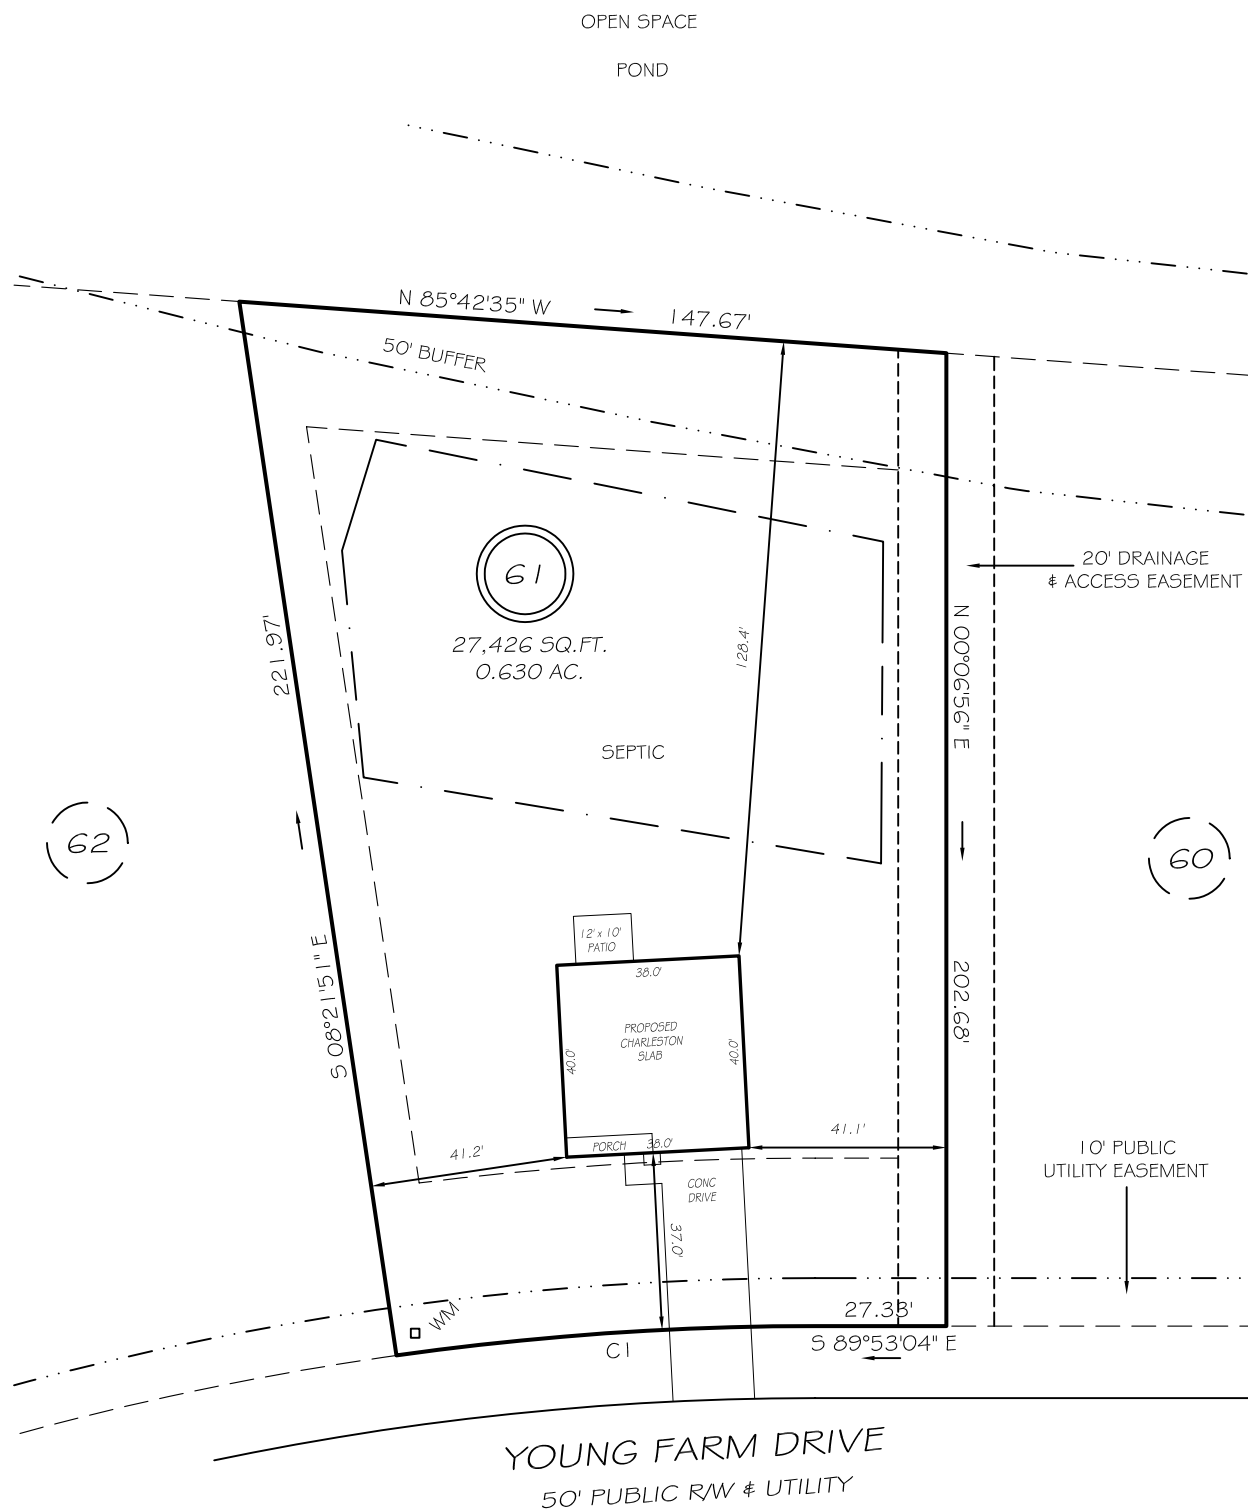 OPEN SPACE
POND
N 85°42'35" W
147.67'
50' BUFFER
61
27,426 SQ.FT.
0.630 AC.
128.4'
20' DRAINAGE
& ACCESS EASEMENT
221.97'
N 00°06'56" E
SEPTIC
62
60
12' x 10'
PATIO
S 08°21'51" E
38.0'
202.68'
PROPOSED
CHARLESTON
SLAB
40.0'
40.0'
PORCH
38.0'
41.2'
41.1'
10' PUBLIC
UTILITY EASEMENT
CONC
DRIVE
37.0'
WM
27.33'
C1
S 89°53'04" E
YOUNG FARM DRIVE
50' PUBLIC R/W & UTILITY